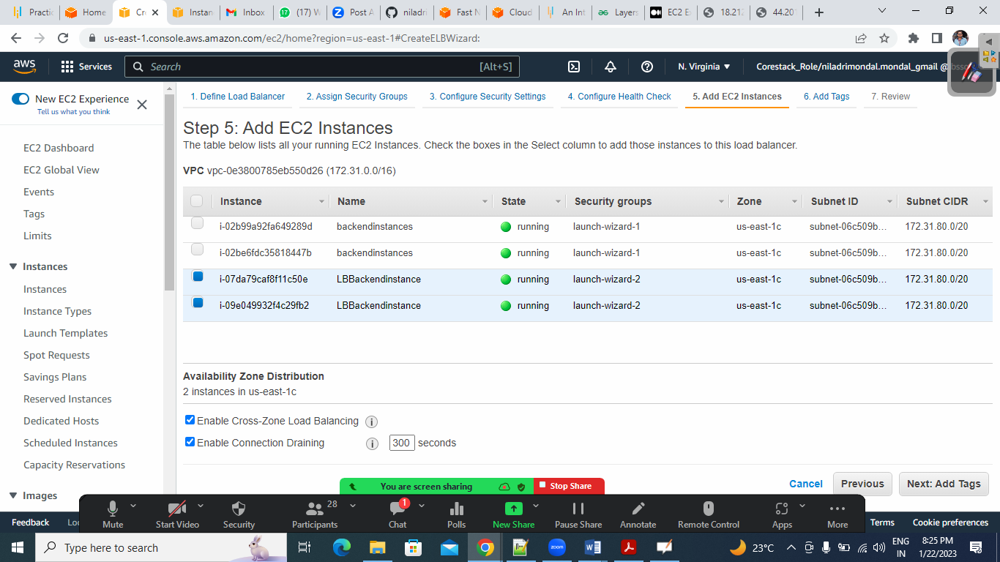 Practic
Home
Cre
Instan
Inbox
(17) W
Post A
niladri
Fast N
Cloud
An Int
Layers
EC2 E
18.212
44.201
us-east-1.console.aws.amazon.com/ec2/home?region=us-east-1#CreateELBWizard:
aws
Services
Search
[Alt+S]
N. Virginia
Corestack_Role/niladrimondal.mondal_gmail @
New EC2 Experience
Tell us what you think
EC2 Dashboard
EC2 Global View
Events
Tags
Limits
Instances
Instances
Instance Types
Launch Templates
Spot Requests
Savings Plans
Reserved Instances
Dedicated Hosts
Scheduled Instances
Capacity Reservations
Images
1. Define Load Balancer 2. Assign Security Groups 3. Configure Security Settings 4. Configure Health Check 5. Add EC2 Instances 6. Add Tags 7. Review
Step 5: Add EC2 Instances
The table below lists all your running EC2 Instances. Check the boxes in the Select column to add those instances to this load balancer.
VPC vpc-0e3800785eb550d26 (172.31.0.0/16)
Instance Name State Security groups Zone Subnet ID Subnet CIDR
i-02b99a92fa649289d backendinstances running launch-wizard-1 us-east-1c subnet-06c509b... 172.31.80.0/20
i-02be6fdc35818447b backendinstances running launch-wizard-1 us-east-1c subnet-06c509b... 172.31.80.0/20
i-07da79caf8f11c50e LBBackendinstance running launch-wizard-2 us-east-1c subnet-06c509b... 172.31.80.0/20
i-09e049932f4c29fb2 LBBackendinstance running launch-wizard-2 us-east-1c subnet-06c509b... 172.31.80.0/20
Availability Zone Distribution
2 instances in us-east-1c
Enable Cross-Zone Load Balancing
Enable Connection Draining 300 seconds
Cancel Previous Next: Add Tags
You are screen sharing Stop Share
Mute Start Video Security Participants 28 Chat 1 Polls New Share Pause Share Annotate Remote Control Apps More
Feedback Terms Cookie preferences
Type here to search
zoom
23°C
ENG
IN
8:25 PM
1/22/2023